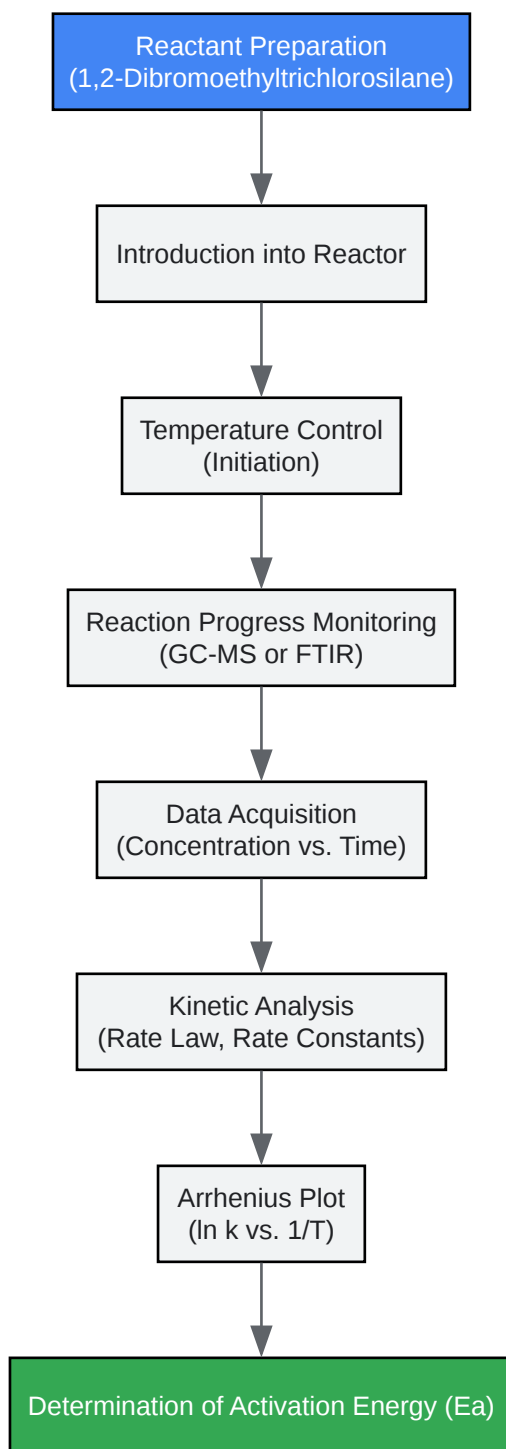 Reactant Preparation
(1,2-Dibromoethyltrichlorosilane)
Introduction into Reactor
Temperature Control
(Initiation)
Reaction Progress Monitoring
(GC-MS or FTIR)
Data Acquisition
(Concentration vs. Time)
Kinetic Analysis
(Rate Law, Rate Constants)
Arrhenius Plot
(ln k vs. 1/T)
Determination of Activation Energy (Ea)